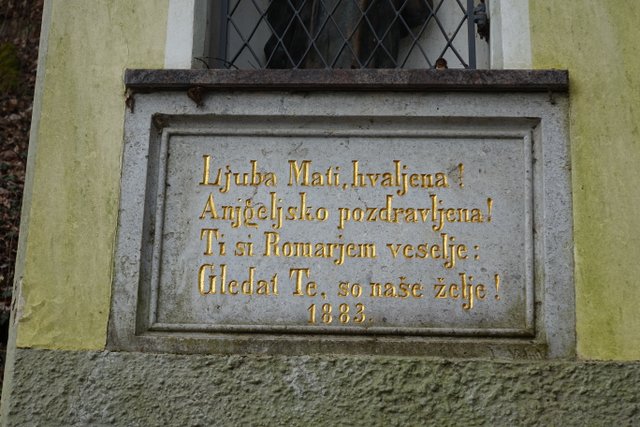 Ljuba Mati, hvaljena!
Anjgeljsko pozdravljena!
Ti si Romarjem veselje:
Gledat Te, so naše želje!
1883.